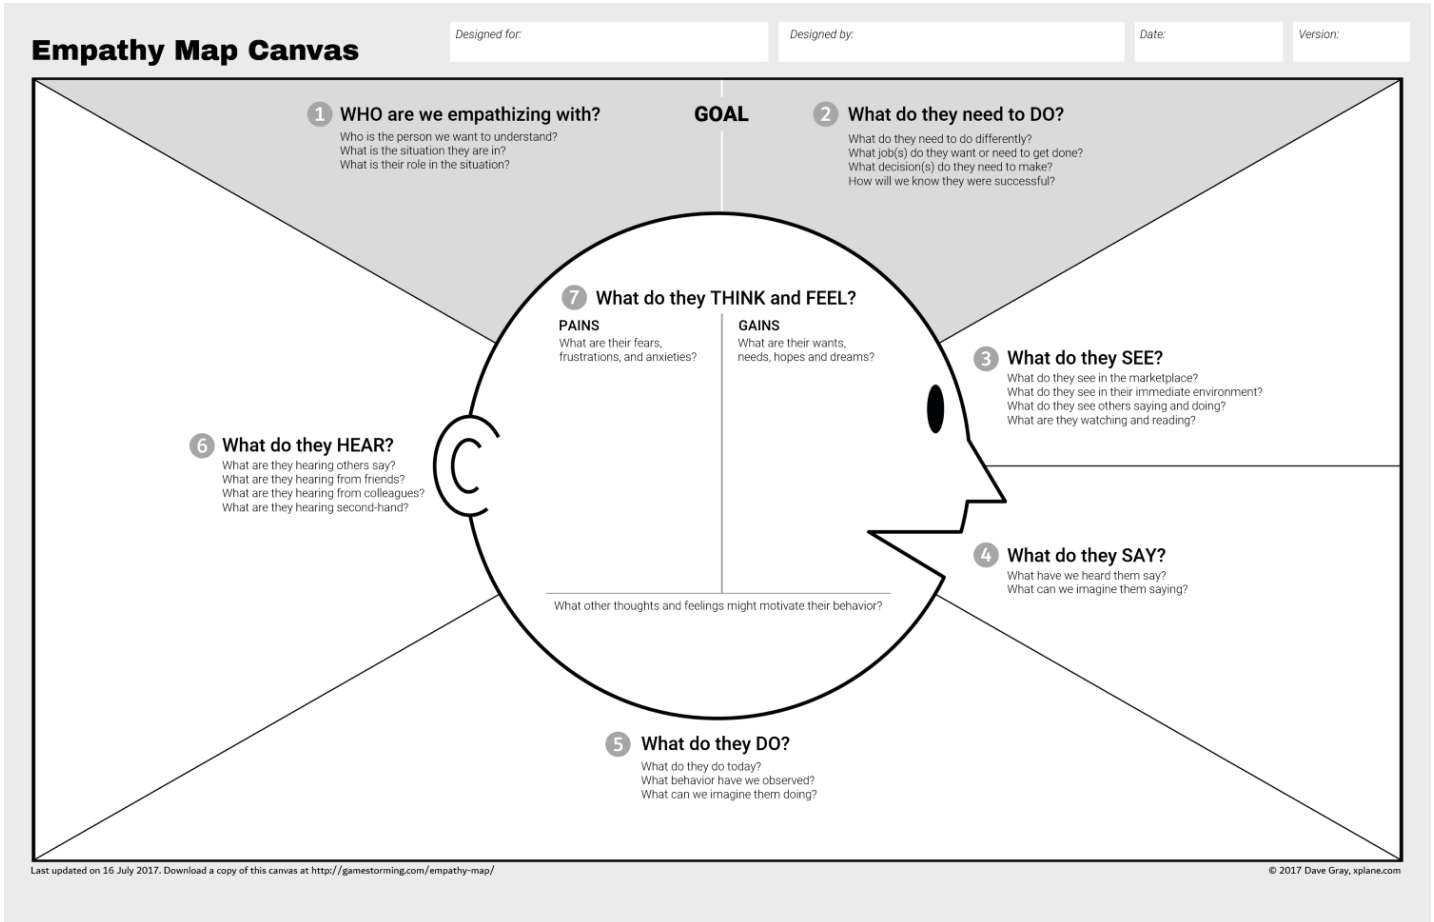 Empathy Map Canvas
Designed for:
Designed by:
Date:
Version:
1 WHO are we empathizing with?
Who is the person we want to understand?
What is the situation they are in?
What is their role in the situation?
GOAL
2 What do they need to DO?
What do they need to do differently?
What job(s) do they want or need to get done?
What decision(s) do they need to make?
How will we know they were successful?
3 What do they SEE?
What do they see in the marketplace?
What do they see in their immediate environment?
What do they see others saying and doing?
What are they watching and reading?
4 What do they SAY?
What have we heard them say?
What can we imagine them saying?
5 What do they DO?
What do they do today?
What behavior have we observed?
What can we imagine them doing?
6 What do they HEAR?
What are they hearing others say?
What are they hearing from friends?
What are they hearing from colleagues?
What are they hearing second-hand?
7 What do they THINK and FEEL?
PAINS
What are their fears,
frustrations, and anxieties?
GAINS
What are their wants,
needs, hopes and dreams?
What other thoughts and feelings might motivate their behavior?
Last updated on 16 July 2017. Download a copy of this canvas at http://gamestorming.com/empathy-map/
© 2017 Dave Gray, xplane.com